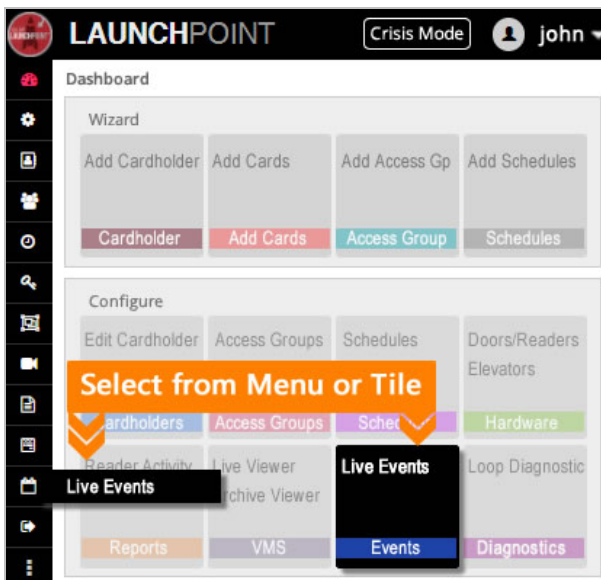 LAUNCHPOINT
Crisis Mode
john
Dashboard
Wizard
Add Cardholder
Add Cards
Add Access Gp
Add Schedules
Cardholder
Add Cards
Access Group
Schedules
Configure
Edit Cardholder
Access Groups
Schedules
Doors/Readers
Elevators
Select from Menu or Tile
ardholders
Access Groups
Sched
Hardware
Reader Activity
Live Viewer
rchive Viewer
Live Events
Loop Diagnostic
Live Events
Reports
VMS
Events
Diagnostics